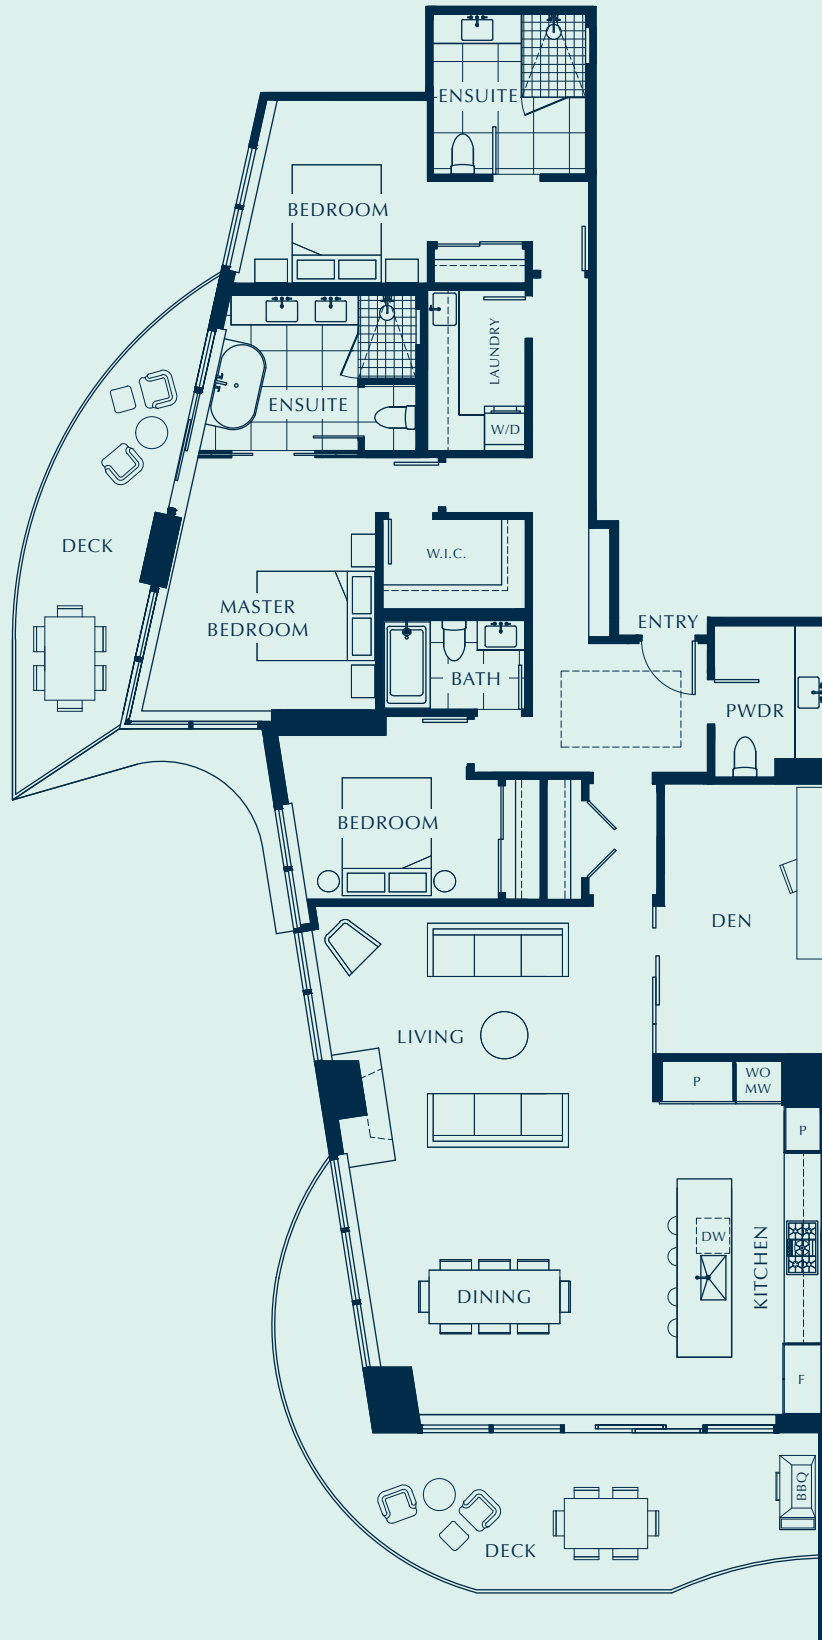 ENSUITE
BEDROOM
LAUNDRY
ENSUITE
W/D
DECK
W.I.C.
MASTER
BEDROOM
ENTRY
BATH
PWDR
BEDROOM
DEN
LIVING
P
WO
MW
P
DW
KITCHEN
DINING
F
BBQ
DECK